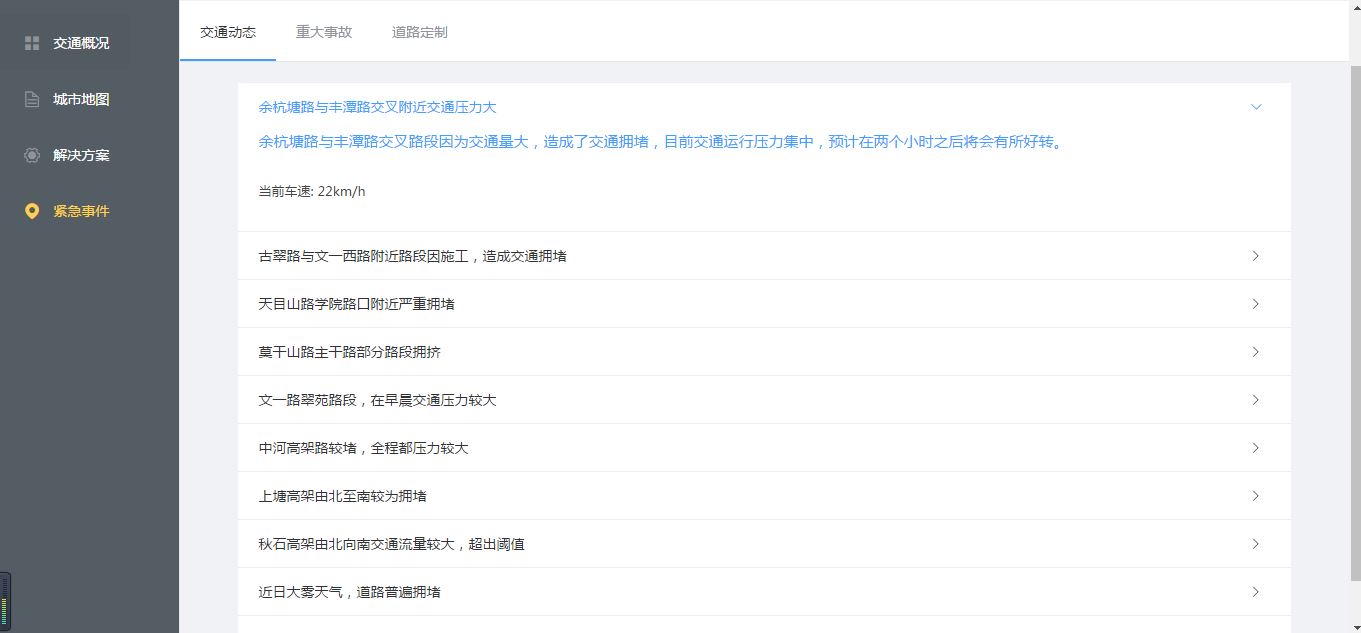 交通概况
城市地图
解决方案
紧急事件
交通动态 重大事故 道路定制
余杭塘路与丰潭路交叉附近交通压力大
余杭塘路与丰潭路交叉路段因为交通量大，造成了交通拥堵，目前交通运行压力集中，预计在两个小时之后将会有所好转。
当前车速: 22km/h
古翠路与文一西路附近路段因施工，造成交通拥堵
天目山路学院路口附近严重拥堵
莫干山路主干路部分路段拥挤
文一路翠苑路段，在早晨交通压力较大
中河高架路较堵，全程都压力较大
上塘高架由北至南较为拥堵
秋石高架由北向南交通流量较大，超出阈值
近日大雾天气，道路普遍拥堵